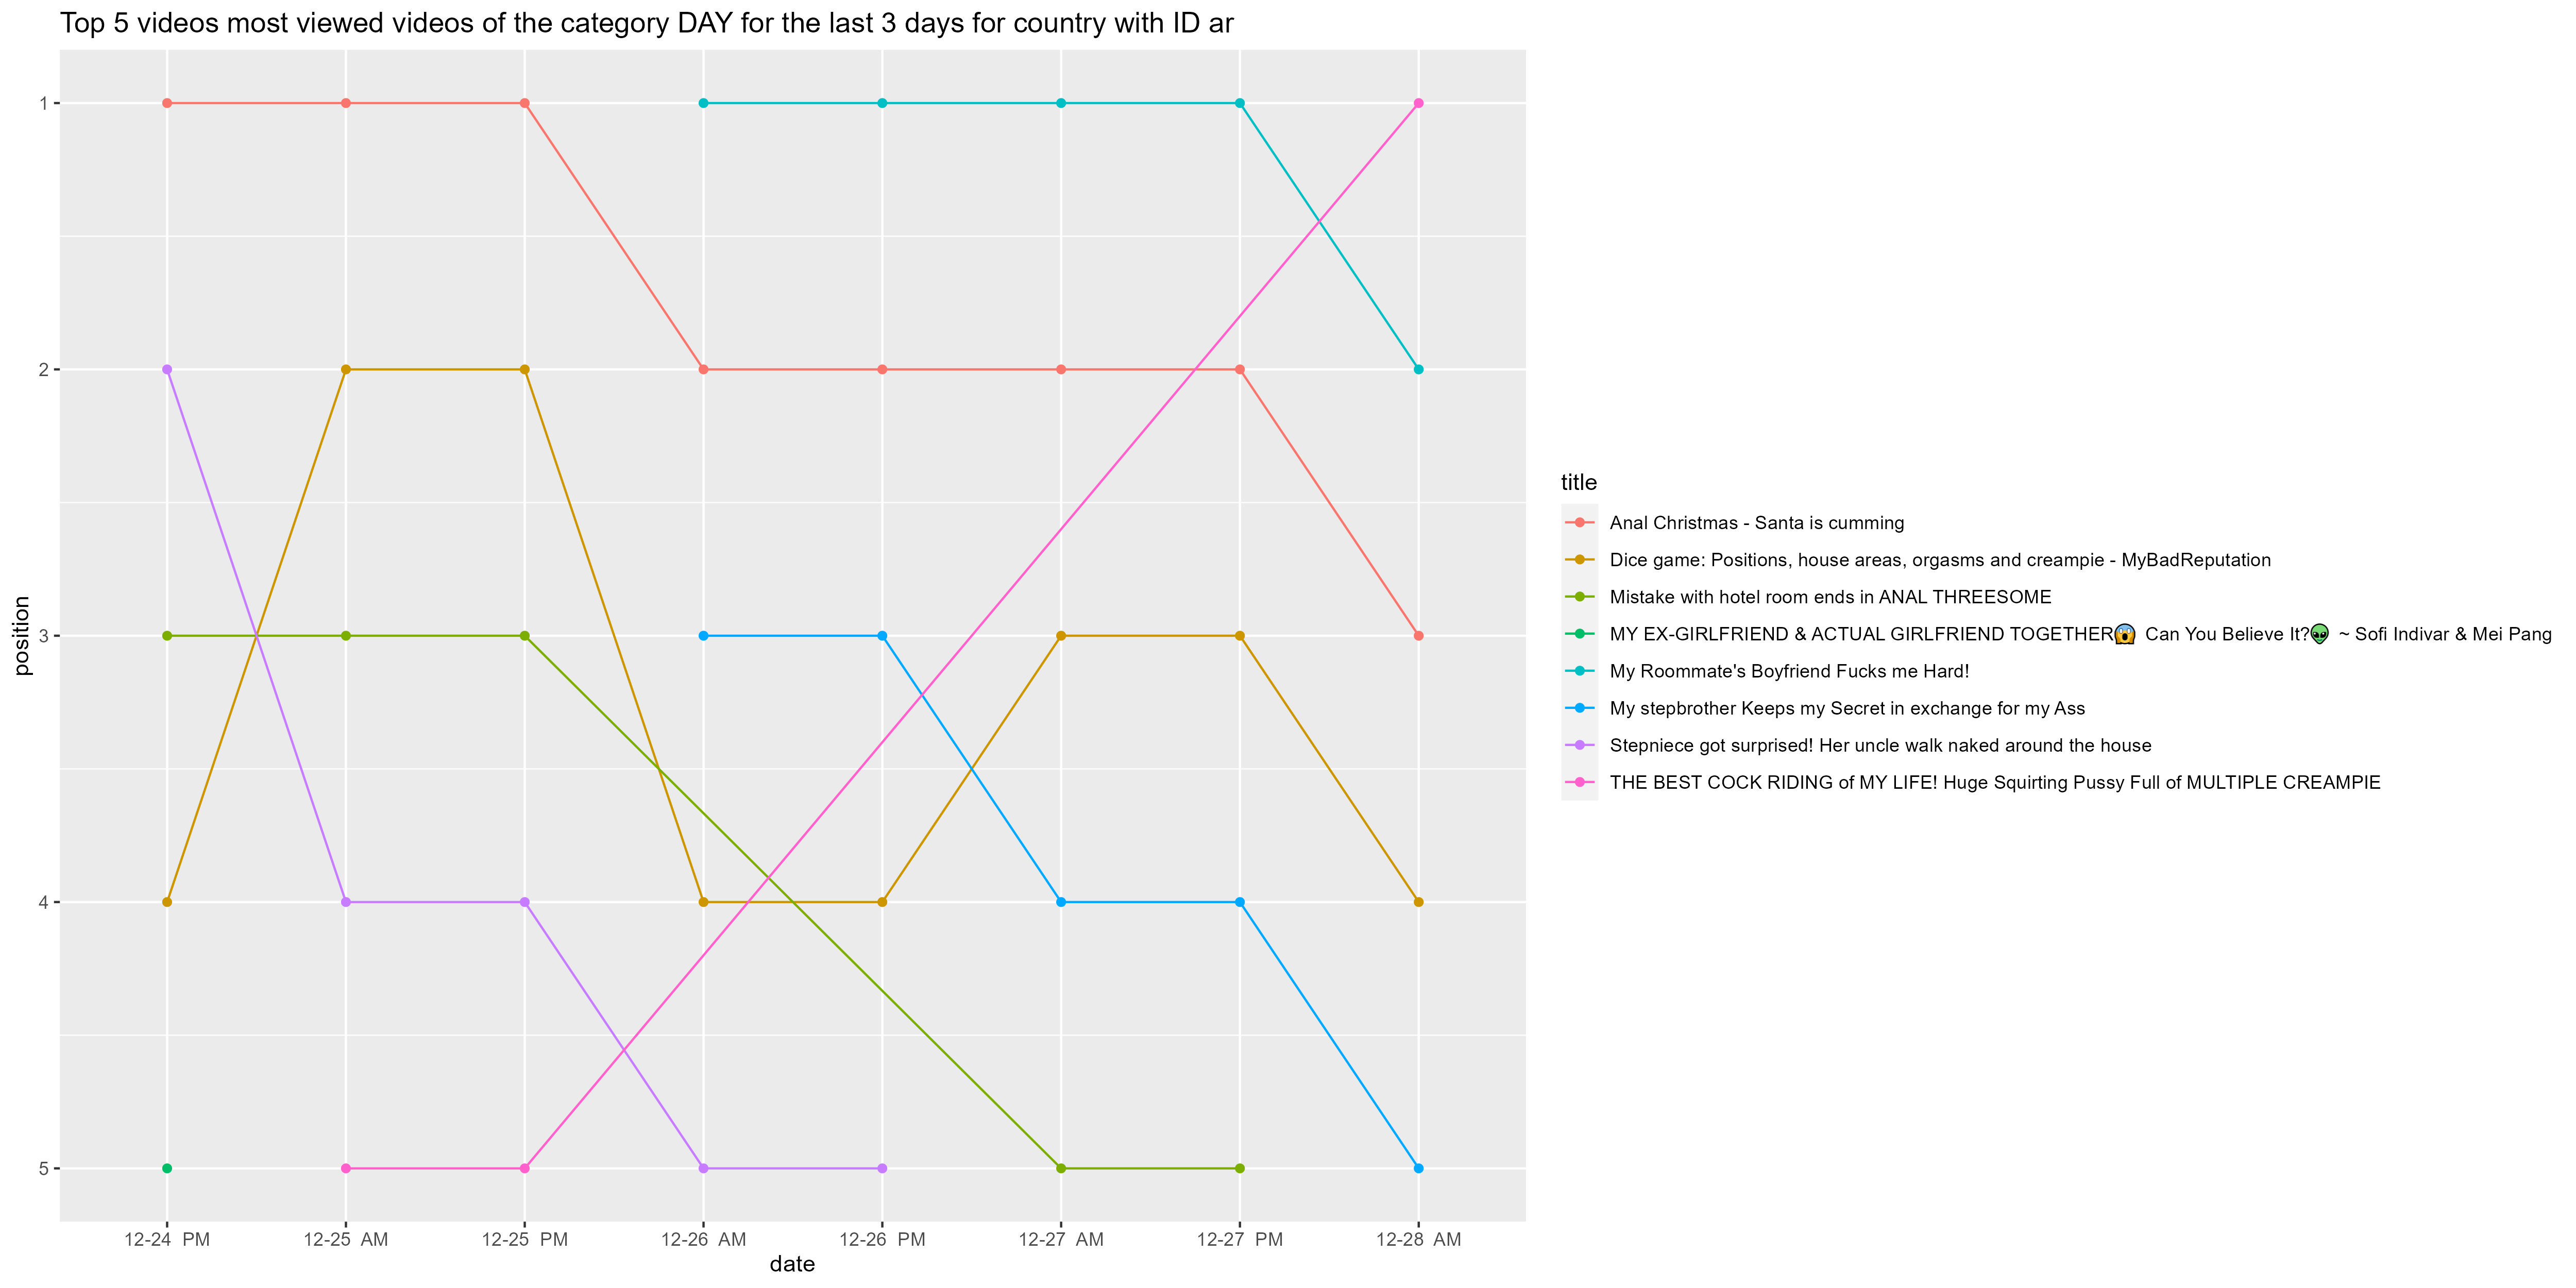 Top 5 videos most viewed videos of the category DAY for the last 3 days for country with ID ar
1
2
3
4
5
position
12-24 PM
12-25 AM
12-25 PM
12-26 AM
12-26 PM
12-27 AM
12-27 PM
12-28 AM
date
title
Anal Christmas - Santa is cumming
Dice game: Positions, house areas, orgasms and creampie - MyBadReputation
Mistake with hotel room ends in ANAL THREESOME
MY EX-GIRLFRIEND & ACTUAL GIRLFRIEND TOGETHER😱 Can You Believe It?👽 ~ Sofi Indivar & Mei Pang
My Roommate's Boyfriend Fucks me Hard!
My stepbrother Keeps my Secret in exchange for my Ass
Stepniece got surprised! Her uncle walk naked around the house
THE BEST COCK RIDING of MY LIFE! Huge Squirting Pussy Full of MULTIPLE CREAMPIE